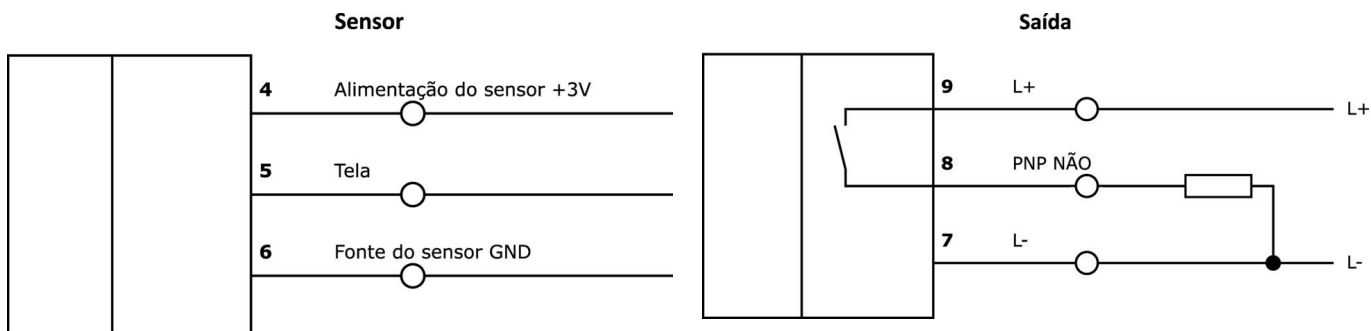 Sensor
4 Alimentação do sensor +3V
5 Tela
6 Fonte do sensor GND
Saída
9 L+
L+
8 PNP NÃO
7 L-
L-